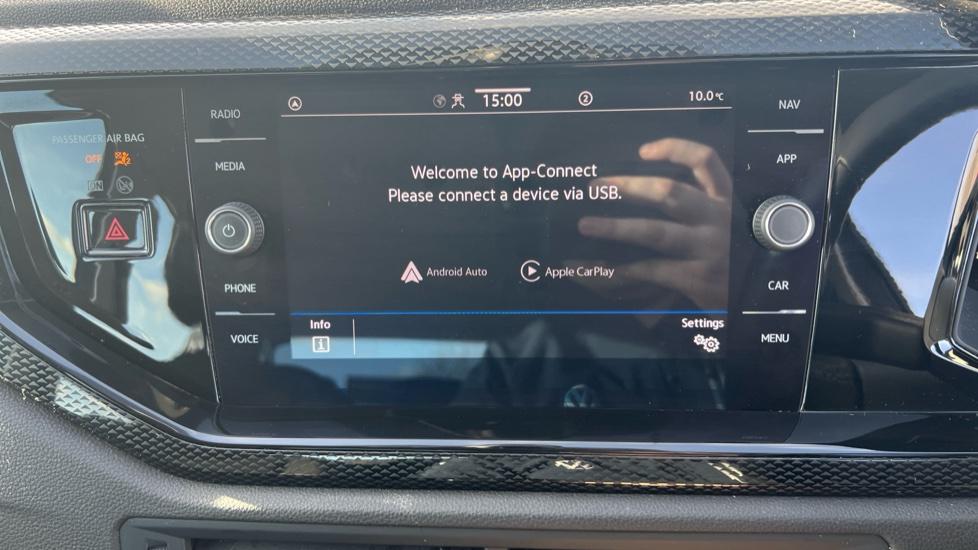 RADIO
MEDIA
PHONE
VOICE
PASSENGER AIR BAG
OFF
ON
15:00
2
10.0°C
Welcome to App-Connect
Please connect a device via USB.
Android Auto
Apple CarPlay
Info
i
Settings
NAV
APP
CAR
MENU